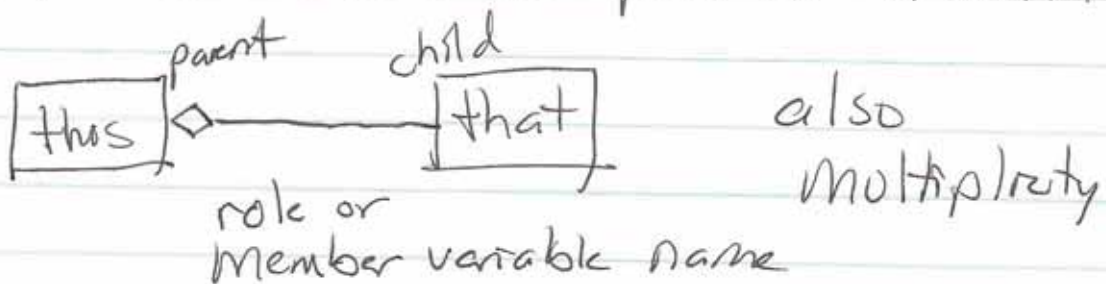 parent child
this that
also
multiplicity
role or
member variable name